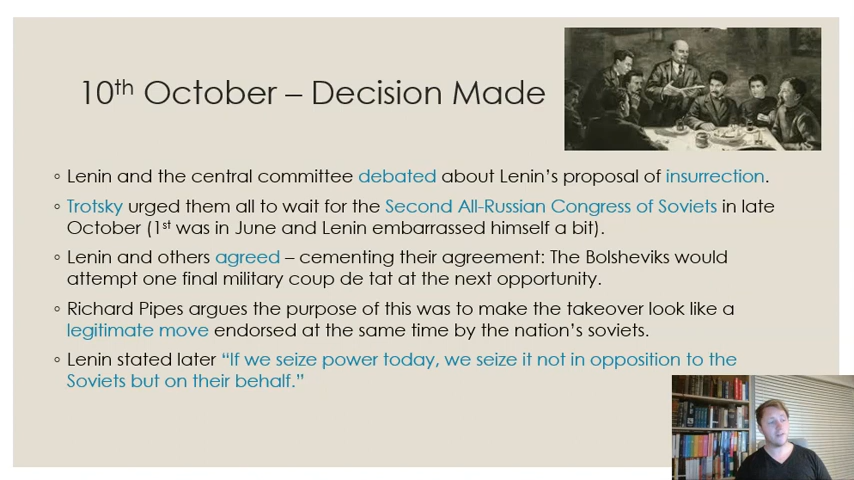 10th October – Decision Made
◦ Lenin and the central committee debated about Lenin's proposal of insurrection.
◦ Trotsky urged them all to wait for the Second All-Russian Congress of Soviets in late
October (1st was in June and Lenin embarrassed himself a bit).
◦ Lenin and others agreed – cementing their agreement: The Bolsheviks would
attempt one final military coup de tat at the next opportunity.
◦ Richard Pipes argues the purpose of this was to make the takeover look like a
legitimate move endorsed at the same time by the nation's soviets.
◦ Lenin stated later “If we seize power today, we seize it not in opposition to the
Soviets but on their behalf.”